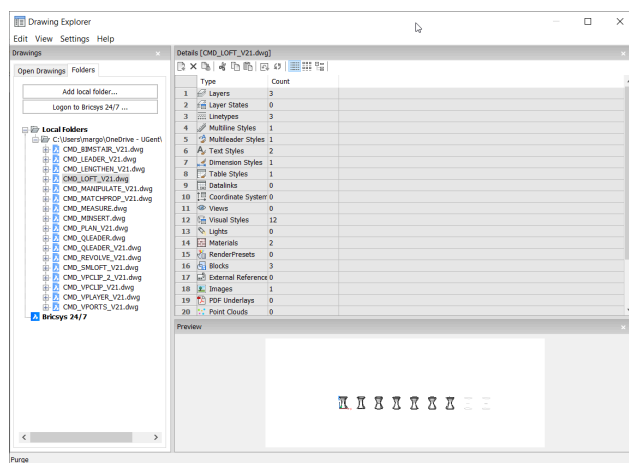 Drawing Explorer
Edit View Settings Help
Drawings
Open Drawings Folders
Add local folder...
Logon to Bricsys 24/7 ...
Local Folders
C:\Users\margo\OneDrive - UGent\
CMD_BIMSTAIR_V21.dwg
CMD_LEADER_V21.dwg
CMD_LENGTHEN_V21.dwg
CMD_LOFT_V21.dwg
CMD_MANIPULATE_V21.dwg
CMD_MATCHPROP_V21.dwg
CMD_MEASURE.dwg
CMD_MINSERT.dwg
CMD_PLAN_V21.dwg
CMD_QLEADER.dwg
CMD_QLEADER_V21.dwg
CMD_REVOLVE_V21.dwg
CMD_SMLOFT_V21.dwg
CMD_VPCLIP_2_V21.dwg
CMD_VPCLIP_V21.dwg
CMD_VPLAYER_V21.dwg
CMD_VPORTS_V21.dwg
Bricsys 24/7
Details [CMD_LOFT_V21.dwg]
Type Count
1 Layers 3
2 Layer States 0
3 Linetypes 3
4 Multiline Styles 1
5 Multileader Styles 1
6 Text Styles 2
7 Dimension Styles 1
8 Table Styles 1
9 Datalinks 0
10 Coordinate System 0
11 Views 0
12 Visual Styles 12
13 Lights 0
14 Materials 2
15 RenderPresets 0
16 Blocks 3
17 External Reference 0
18 Images 1
19 PDF Underlays 0
20 Point Clouds 0
Preview
Purge